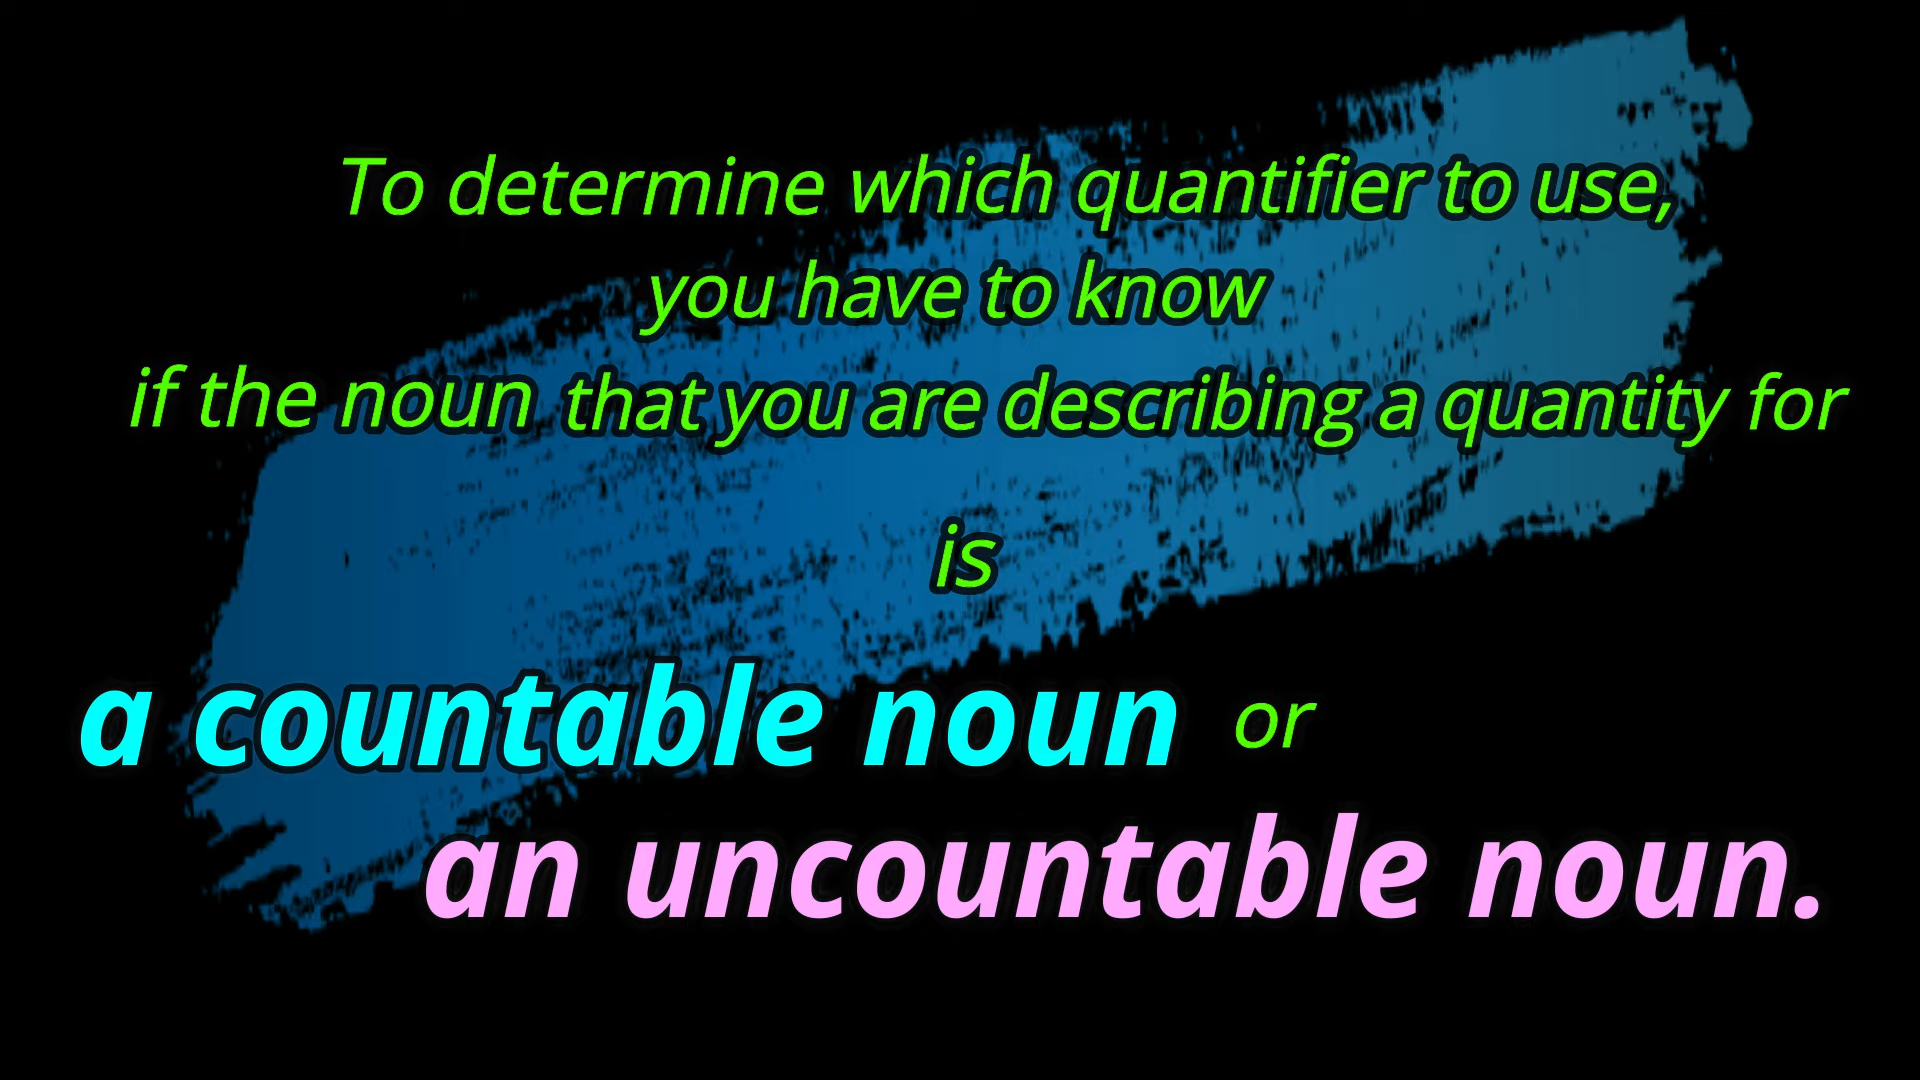 To determine which quantifier to use,
you have to know
if the noun that you are describing a quantity for
is
a countable noun or
an uncountable noun.